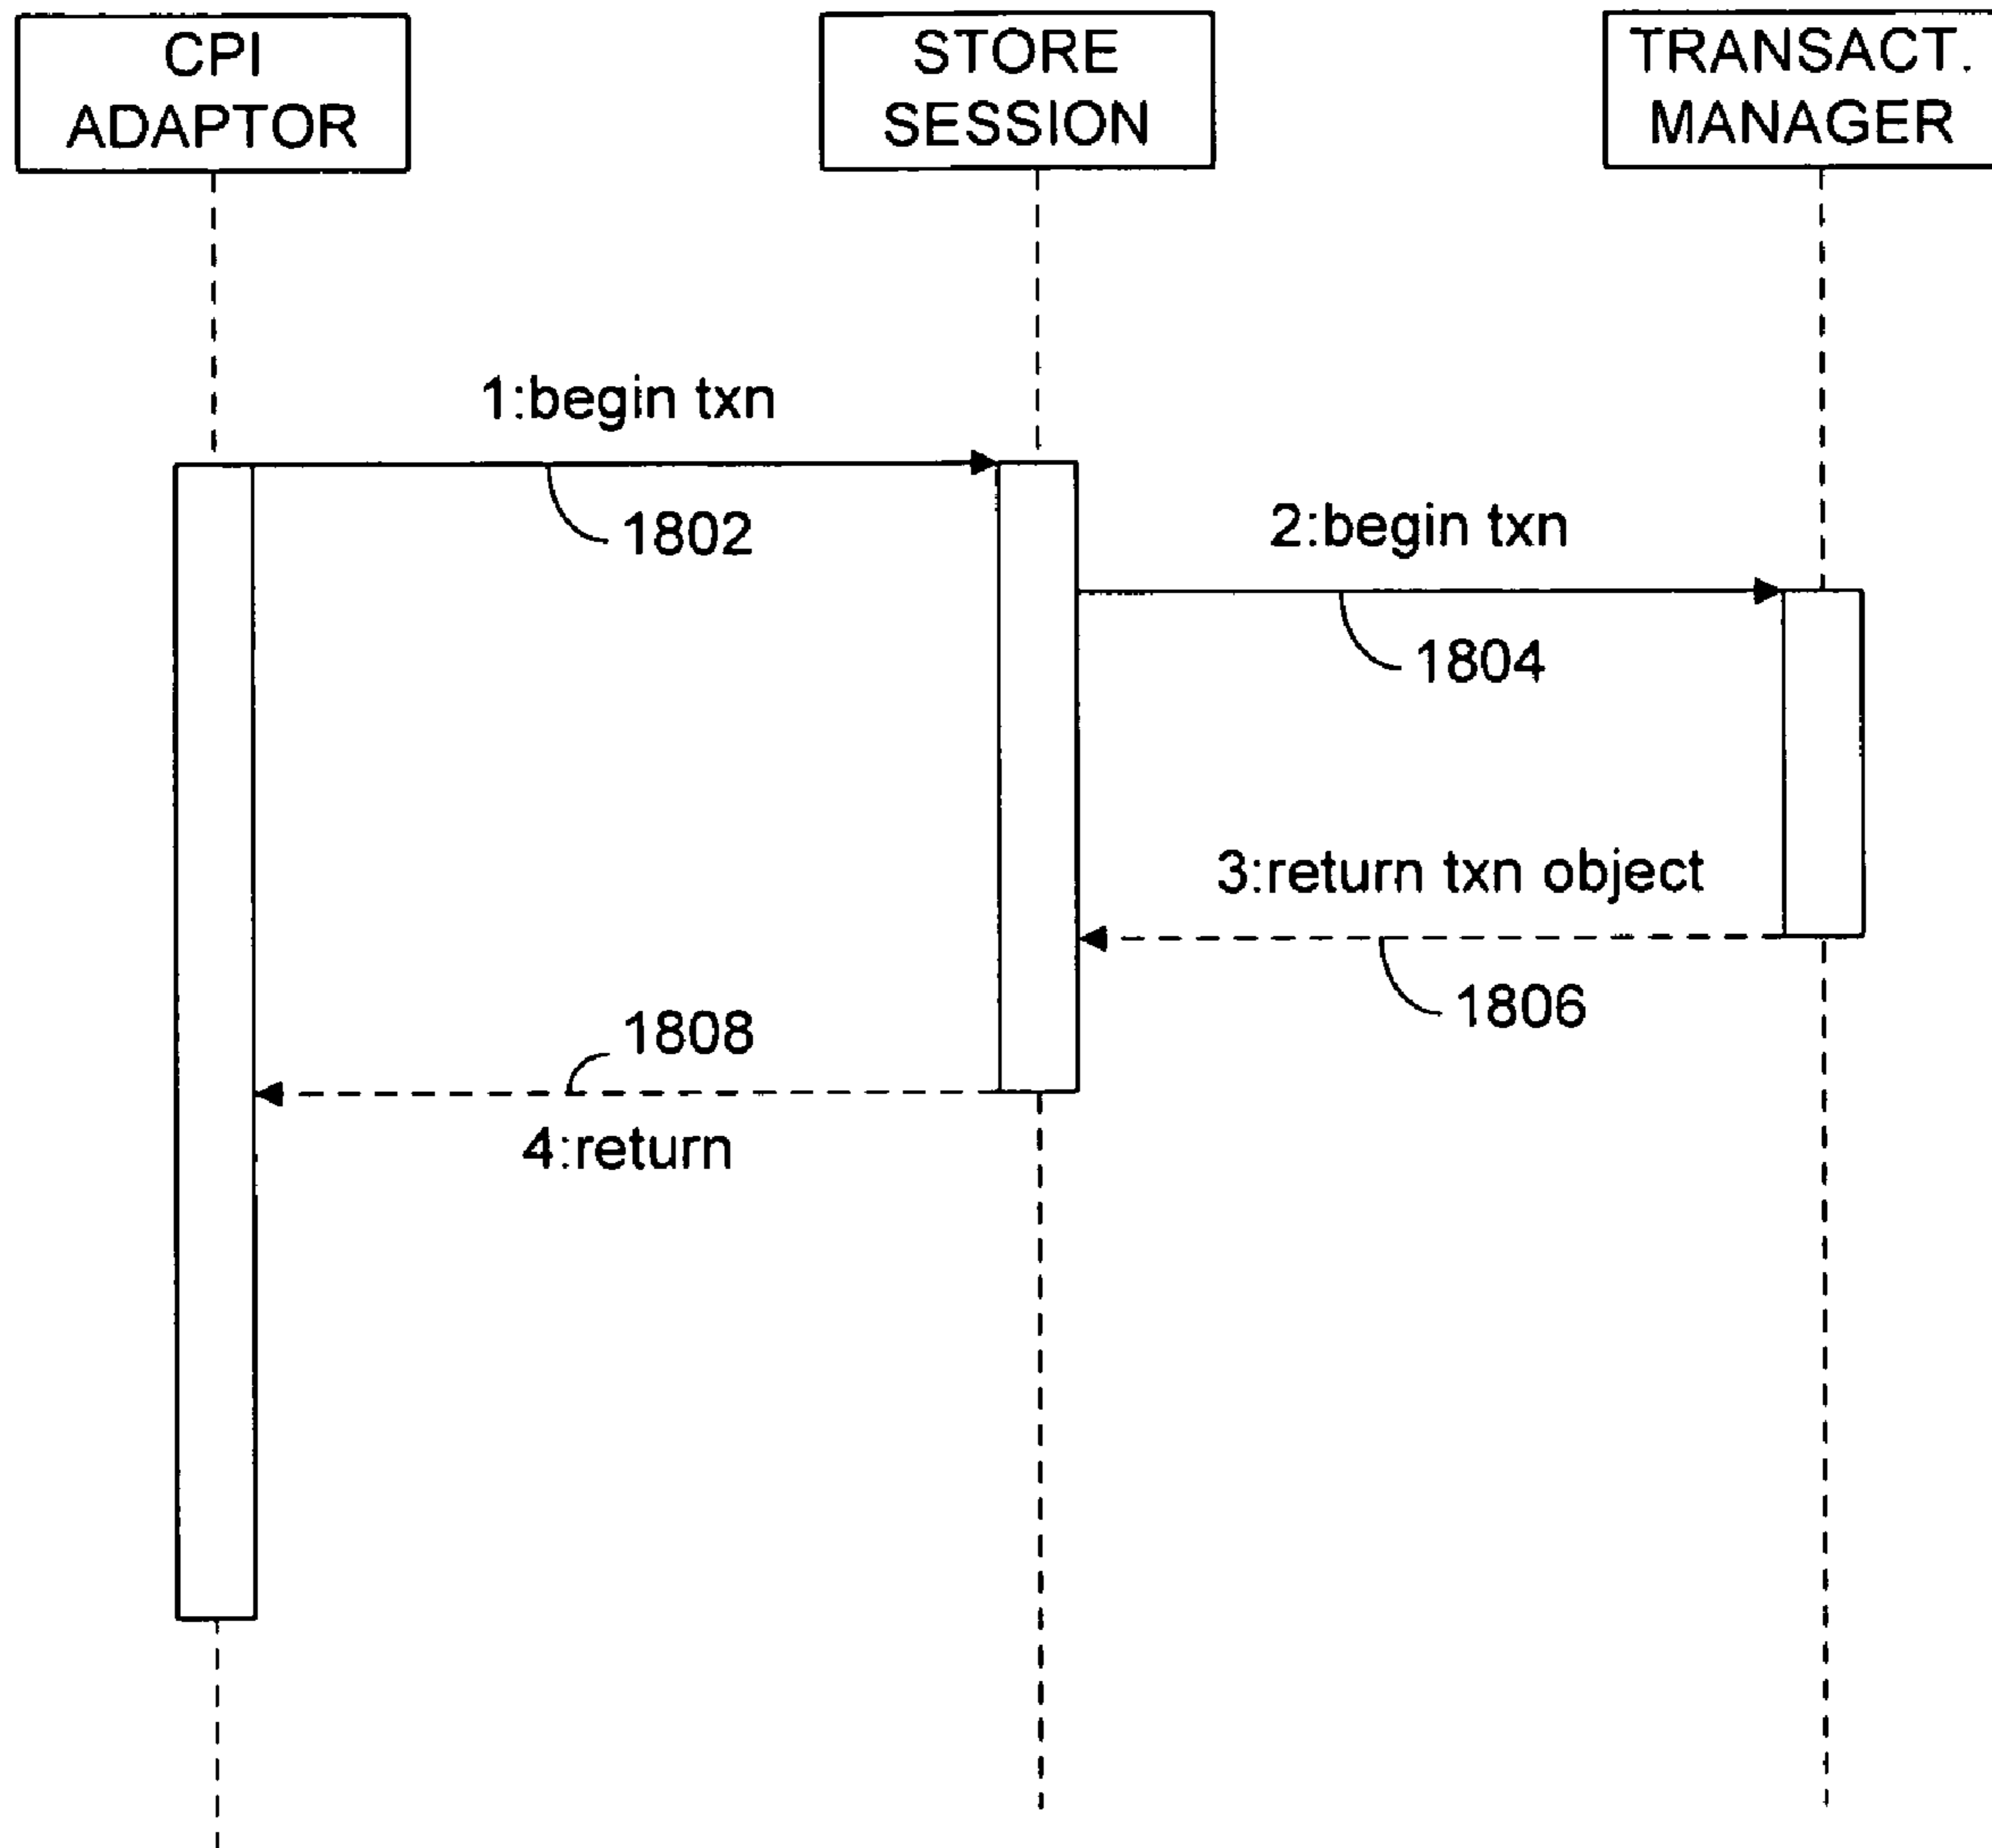 CPI
ADAPTOR
STORE
SESSION
TRANSACT.
MANAGER
1:begin txn
1802
2:begin txn
1804
3:return txn object
1806
1808
4:return